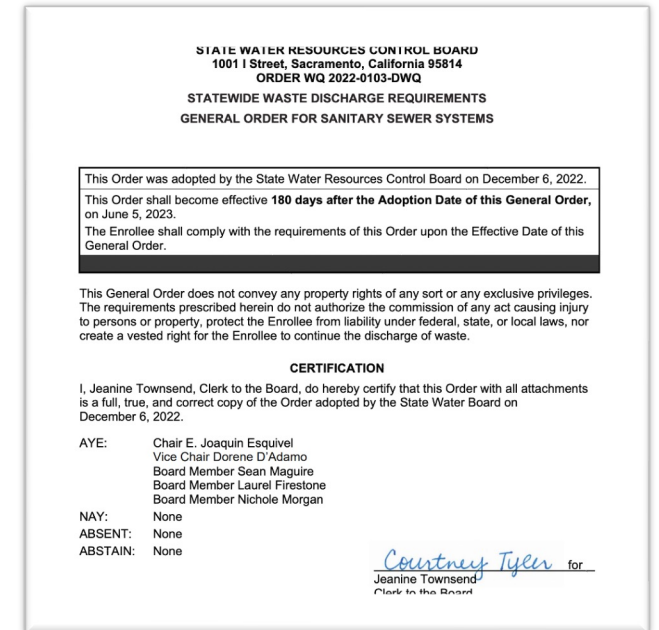 STATE WATER RESOURCES CONTROL BOARD
1001 I Street, Sacramento, California 95814
ORDER WQ 2022-0103-DWQ
STATEWIDE WASTE DISCHARGE REQUIREMENTS
GENERAL ORDER FOR SANITARY SEWER SYSTEMS
This Order was adopted by the State Water Resources Control Board on December 6, 2022.
This Order shall become effective 180 days after the Adoption Date of this General Order,
on June 5, 2023.
The Enrollee shall comply with the requirements of this Order upon the Effective Date of this
General Order.
This General Order does not convey any property rights of any sort or any exclusive privileges.
The requirements prescribed herein do not authorize the commission of any act causing injury
to persons or property, protect the Enrollee from liability under federal, state, or local laws, nor
create a vested right for the Enrollee to continue the discharge of waste.
CERTIFICATION
I, Jeanine Townsend, Clerk to the Board, do hereby certify that this Order with all attachments
is a full, true, and correct copy of the Order adopted by the State Water Board on
December 6, 2022.
AYE: Chair E. Joaquin Esquivel
Vice Chair Dorene D'Adamo
Board Member Sean Maguire
Board Member Laurel Firestone
Board Member Nichole Morgan
NAY: None
ABSENT: None
ABSTAIN: None
Courtney Tyler for
Jeanine Townsend
Clerk to the Board